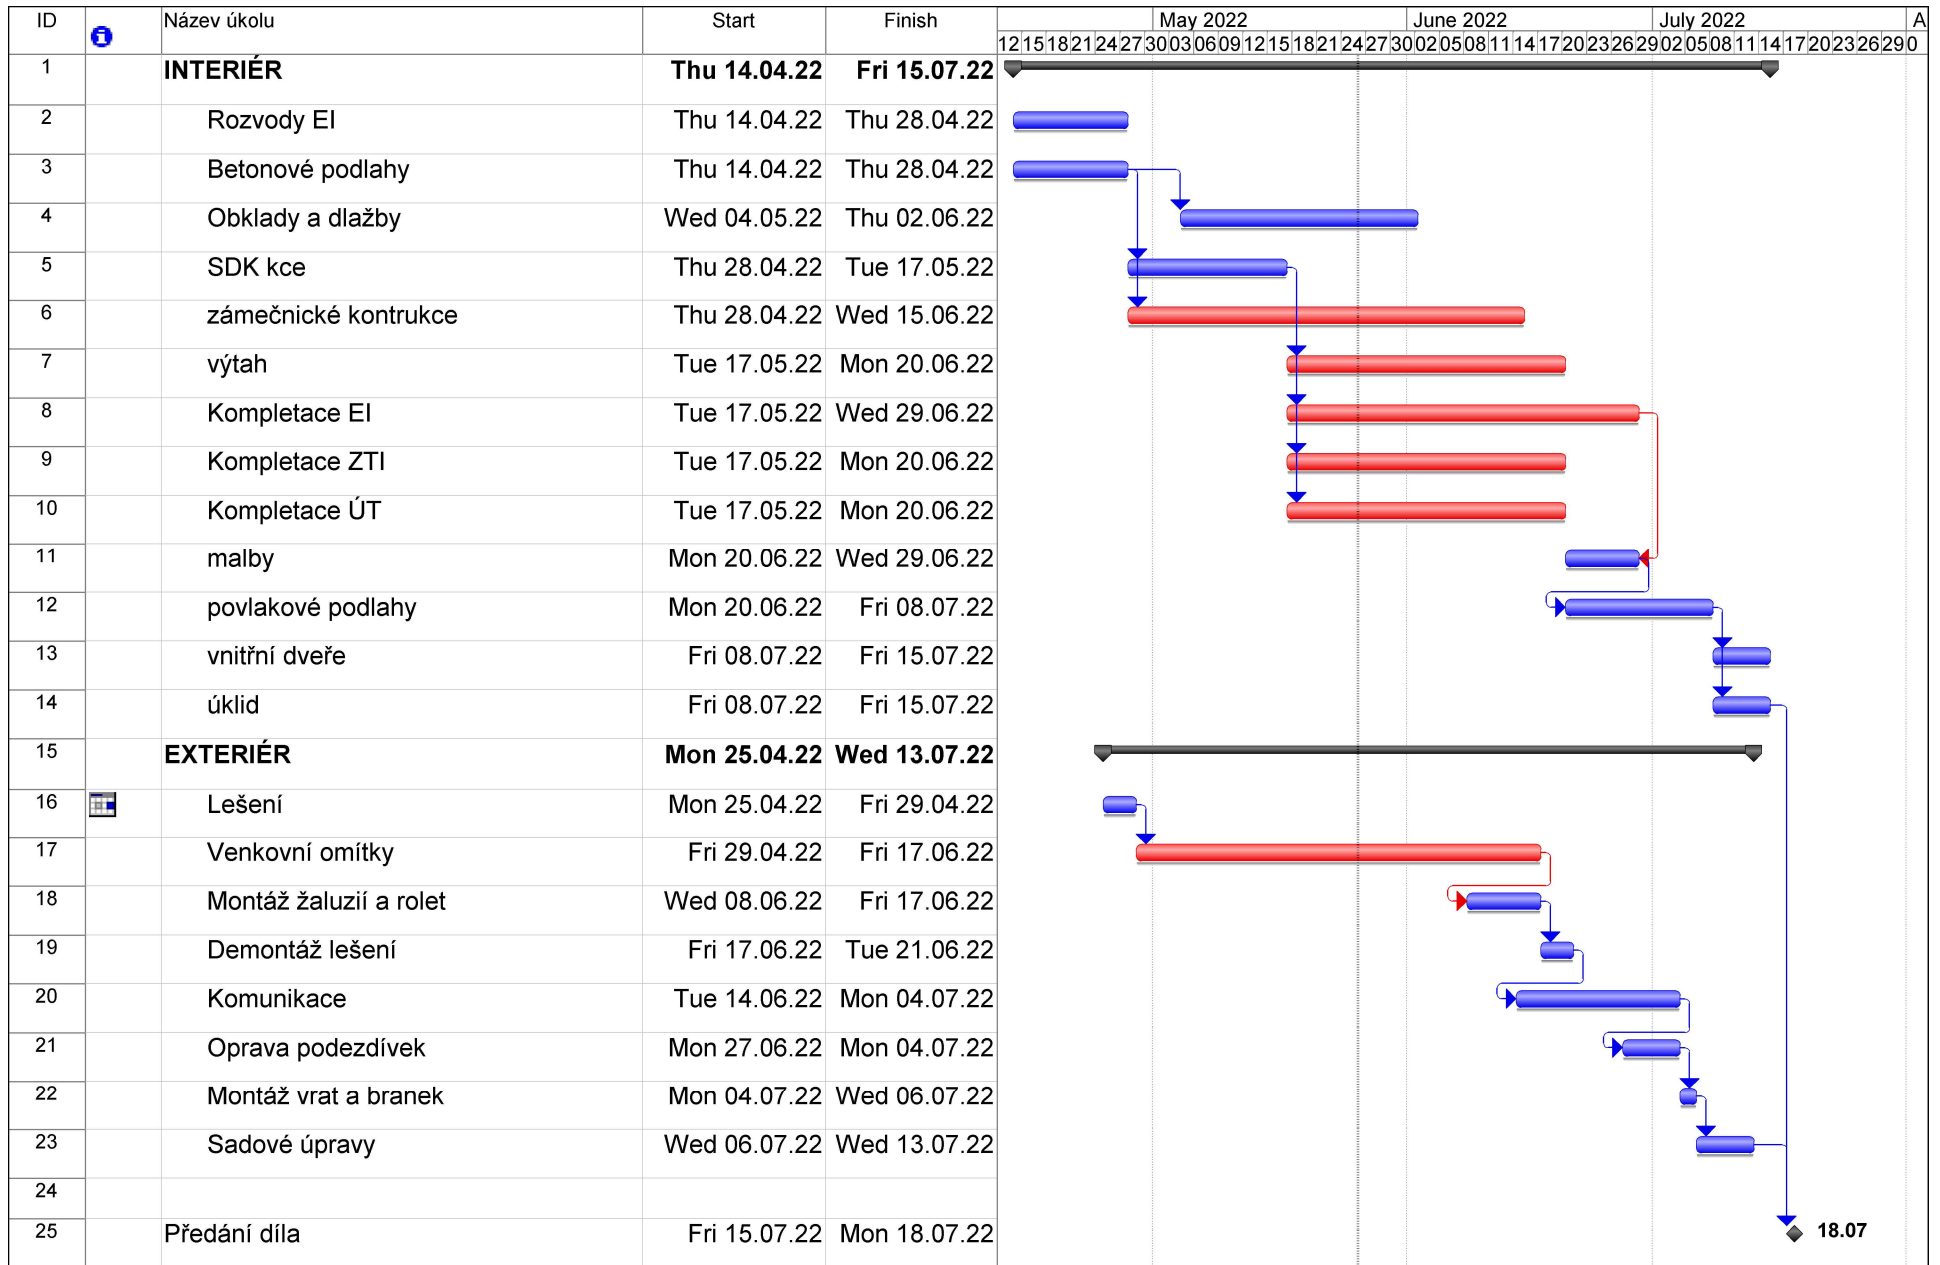 ID Název úkolu Start Finish May 2022 June 2022 July 2022 A
12 15 18 21 24 27 30 03 06 09 12 15 18 21 24 27 30 02 05 08 11 14 17 20 23 26 29 02 05 08 11 14 17 20 23 26 29 0
1 INTERIÉR Thu 14.04.22 Fri 15.07.22
2 Rozvody EI Thu 14.04.22 Thu 28.04.22
3 Betonové podlahy Thu 14.04.22 Thu 28.04.22
4 Obklady a dlažby Wed 04.05.22 Thu 02.06.22
5 SDK kce Thu 28.04.22 Tue 17.05.22
6 zámečnické kontrukce Thu 28.04.22 Wed 15.06.22
7 výtah Tue 17.05.22 Mon 20.06.22
8 Kompletace EI Tue 17.05.22 Wed 29.06.22
9 Kompletace ZTI Tue 17.05.22 Mon 20.06.22
10 Kompletace ÚT Tue 17.05.22 Mon 20.06.22
11 malby Mon 20.06.22 Wed 29.06.22
12 povlakové podlahy Mon 20.06.22 Fri 08.07.22
13 vnitřní dveře Fri 08.07.22 Fri 15.07.22
14 úklid Fri 08.07.22 Fri 15.07.22
15 EXTERIÉR Mon 25.04.22 Wed 13.07.22
16 Lešení Mon 25.04.22 Fri 29.04.22
17 Venkovní omítky Fri 29.04.22 Fri 17.06.22
18 Montáž žaluzií a rolet Wed 08.06.22 Fri 17.06.22
19 Demontáž lešení Fri 17.06.22 Tue 21.06.22
20 Komunikace Tue 14.06.22 Mon 04.07.22
21 Oprava podezdívek Mon 27.06.22 Mon 04.07.22
22 Montáž vrat a branek Mon 04.07.22 Wed 06.07.22
23 Sadové úpravy Wed 06.07.22 Wed 13.07.22
24
25 Předání díla Fri 15.07.22 Mon 18.07.22 18.07